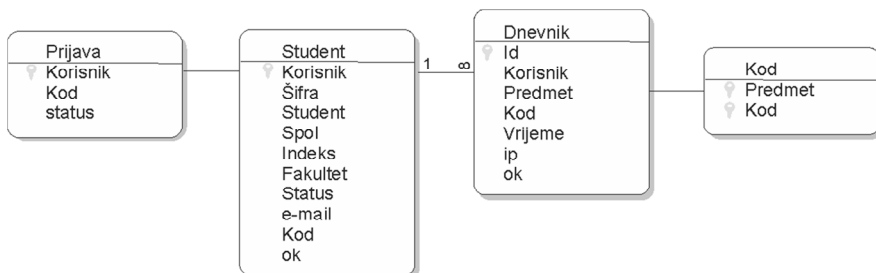 Prijava
Korisnik
Kod
status
Student
Korisnik
Šifra
Student
Spol
Indeks
Fakultet
Status
e-mail
Kod
ok
1
∞
Dnevnik
Id
Korisnik
Predmet
Kod
Vrijeme
ip
ok
Kod
Predmet
Kod